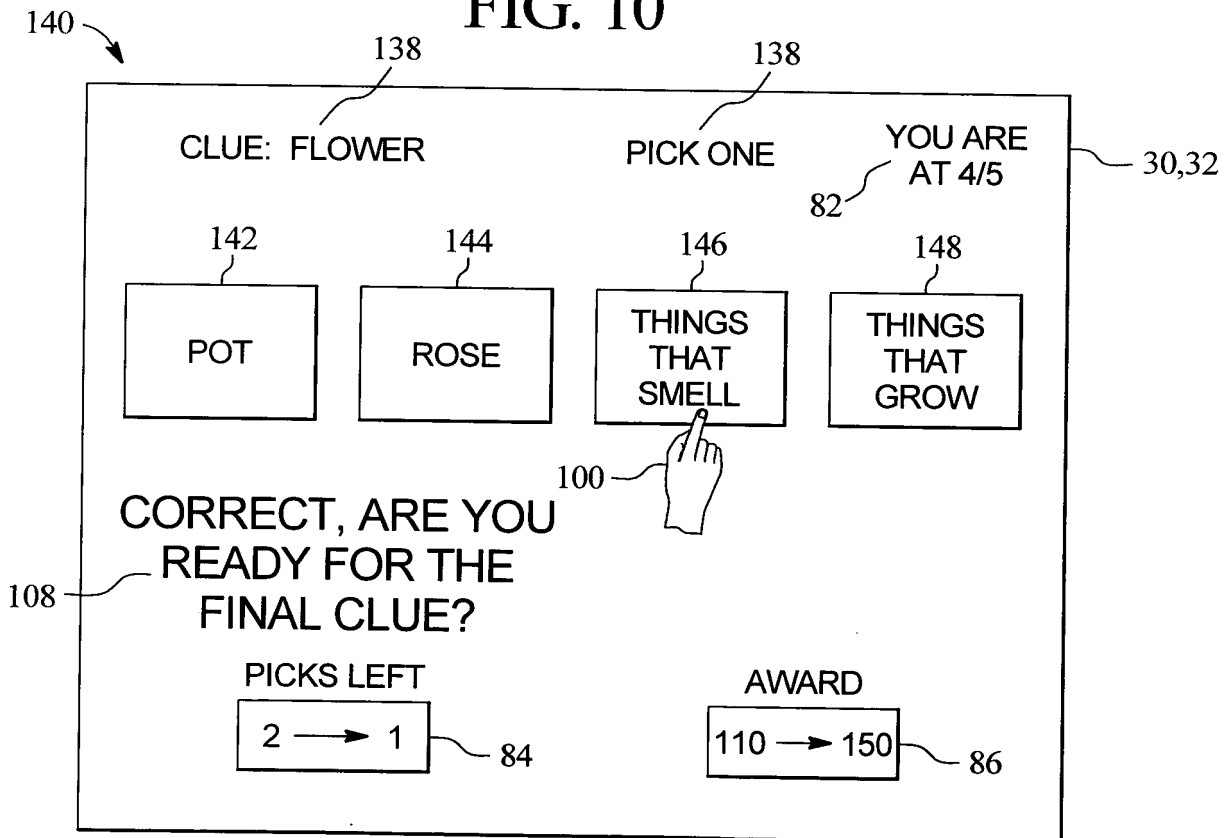 FIG. 10
140
138
138
CLUE: FLOWER
PICK ONE
YOU ARE
AT 4/5
30,32
82
142
144
146
148
POT
ROSE
THINGS
THAT
SMELL
THINGS
THAT
GROW
100
CORRECT, ARE YOU
READY FOR THE
FINAL CLUE?
108
PICKS LEFT
2 → 1
84
AWARD
110 → 150
86